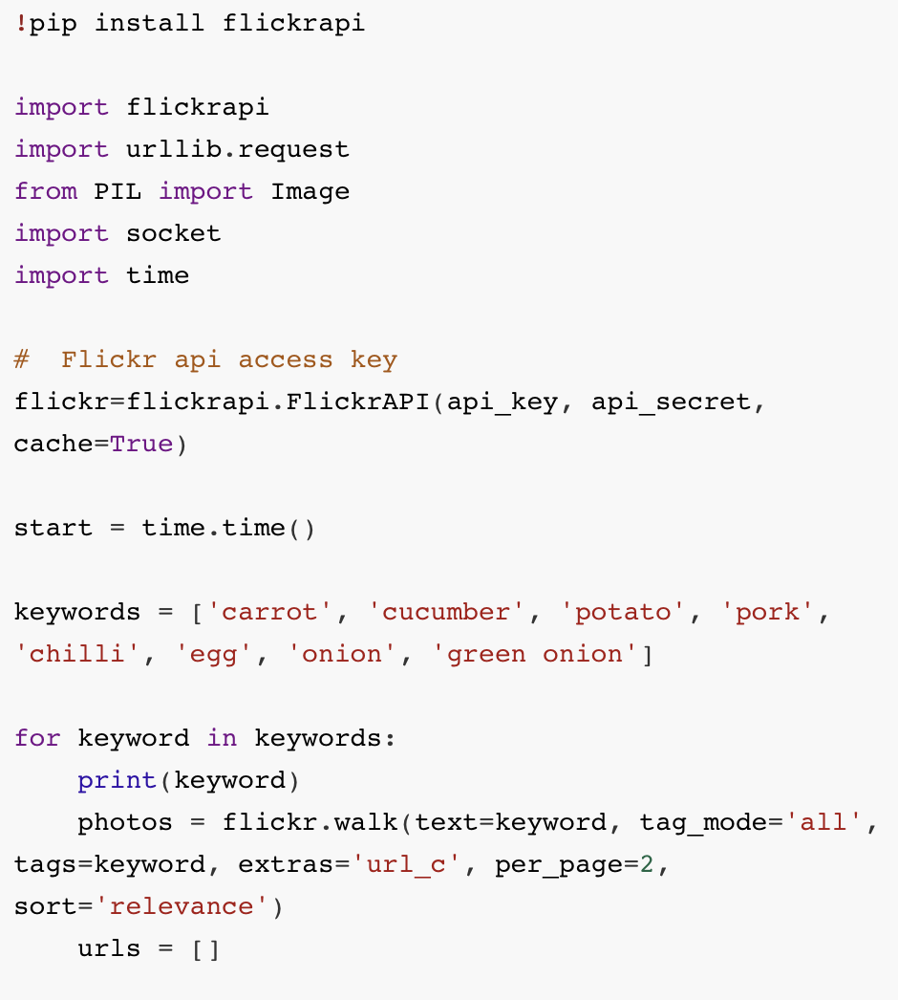 !pip install flickrapi
import flickrapi
import urllib.request
from PIL import Image
import socket
import time
#  Flickr api access key
flickr=flickrapi.FlickrAPI(api_key, api_secret,
cache=True)
start = time.time()
keywords = ['carrot', 'cucumber', 'potato', 'pork',
'chilli', 'egg', 'onion', 'green onion']
for keyword in keywords:
    print(keyword)
    photos = flickr.walk(text=keyword, tag_mode='all',
tags=keyword, extras='url_c', per_page=2,
sort='relevance')
    urls = []